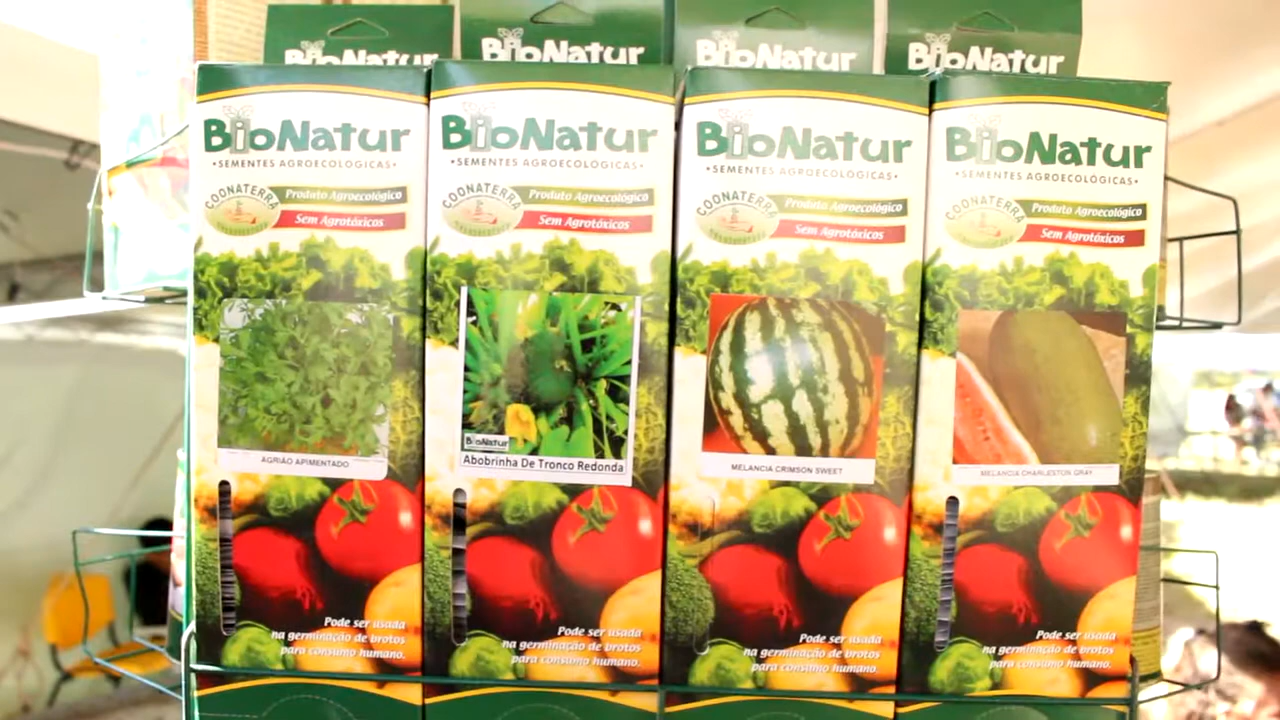 BioNatur
BioNatur
BioNatur
BioNatur
BioNatur
•SEMENTES AGROECOLÓGICAS•
COONATERRA
Produto Agroecológico
Sem Agrotóxicos
AGRIÃO APIMENTADO
Pode ser usada
na germinação de brotos
para consumo humano.
BioNatur
•SEMENTES AGROECOLÓGICAS•
COONATERRA
Produto Agroecológico
Sem Agrotóxicos
BioNatur
Abobrinha De Tronco Redonda
Pode ser usada
na germinação de brotos
para consumo humano.
BioNatur
•SEMENTES AGROECOLÓGICAS•
COONATERRA
Produto Agroecológico
Sem Agrotóxicos
MELANCIA CRIMSON SWEET
Pode ser usada
na germinação de brotos
para consumo humano.
BioNatur
•SEMENTES AGROECOLÓGICAS•
COONATERRA
Produto Agroecológico
Sem Agrotóxicos
MELANCIA CHARLESTON GRAY
Pode ser usada
na germinação de brotos
para consumo humano.